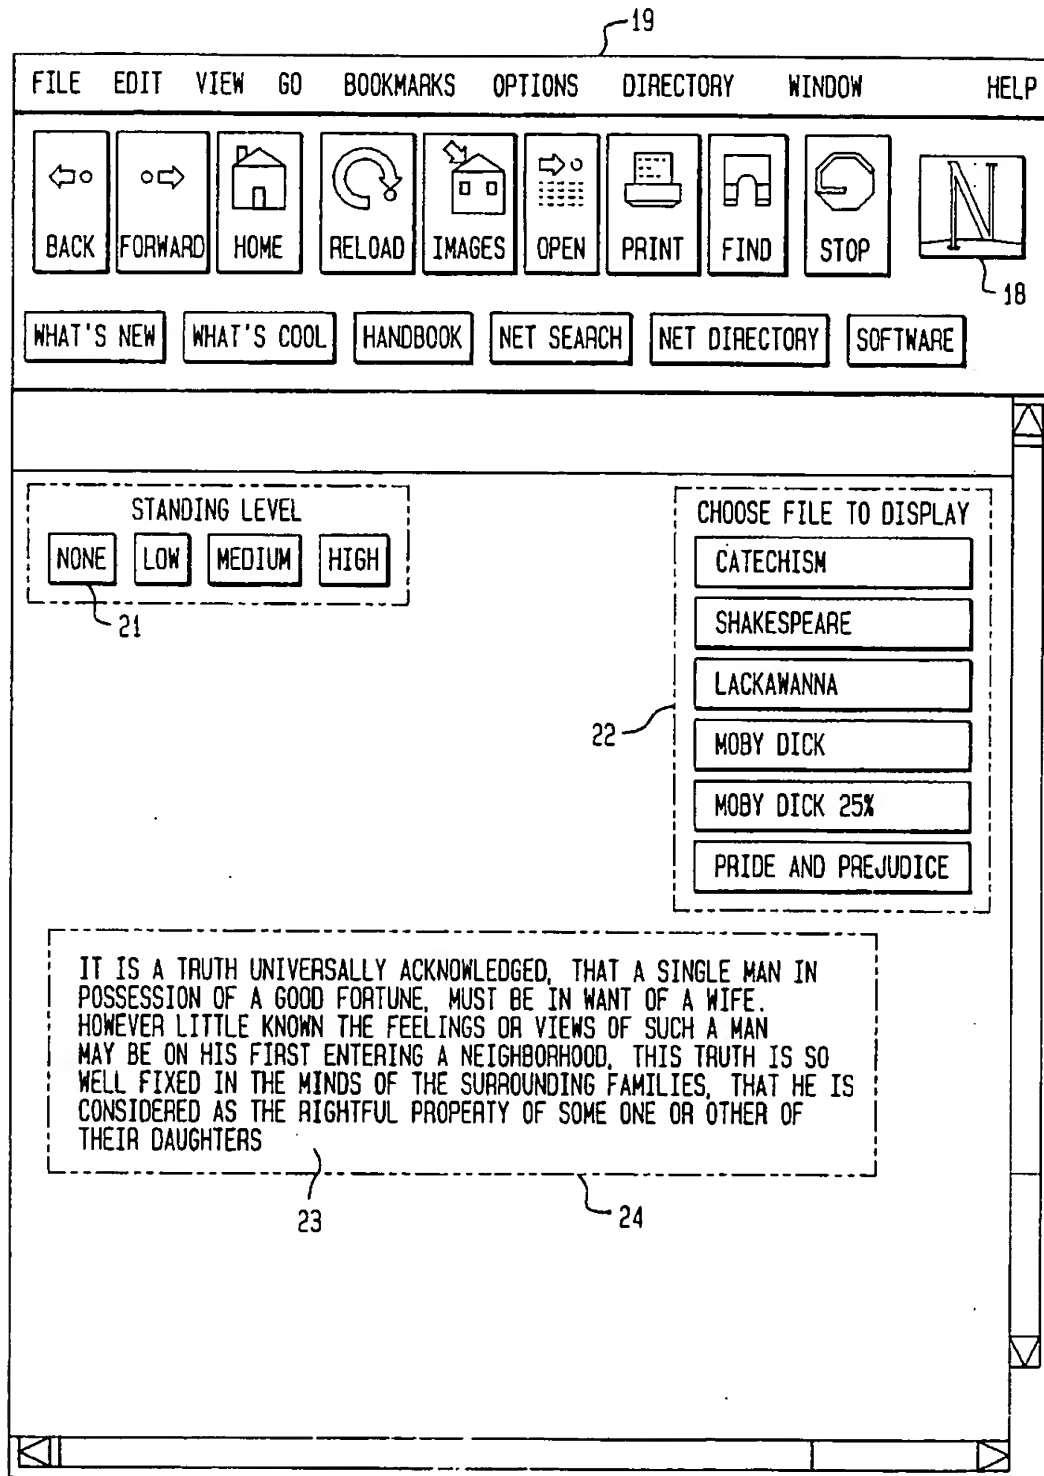 19
FILE EDIT VIEW GO BOOKMARKS OPTIONS DIRECTORY WINDOW HELP
BACK FORWARD HOME RELOAD IMAGES OPEN PRINT FIND STOP N
18
WHAT'S NEW WHAT'S COOL HANDBOOK NET SEARCH NET DIRECTORY SOFTWARE
STANDING LEVEL
NONE LOW MEDIUM HIGH
21
CHOOSE FILE TO DISPLAY
CATECHISM
SHAKESPEARE
LACKAWANNA
22
MOBY DICK
MOBY DICK 25%
PRIDE AND PREJUDICE
IT IS A TRUTH UNIVERSALLY ACKNOWLEDGED, THAT A SINGLE MAN IN
POSSESSION OF A GOOD FORTUNE, MUST BE IN WANT OF A WIFE.
HOWEVER LITTLE KNOWN THE FEELINGS OR VIEWS OF SUCH A MAN
MAY BE ON HIS FIRST ENTERING A NEIGHBORHOOD, THIS TRUTH IS SO
WELL FIXED IN THE MINDS OF THE SURROUNDING FAMILIES, THAT HE IS
CONSIDERED AS THE RIGHTFUL PROPERTY OF SOME ONE OR OTHER OF
THEIR DAUGHTERS
23 24